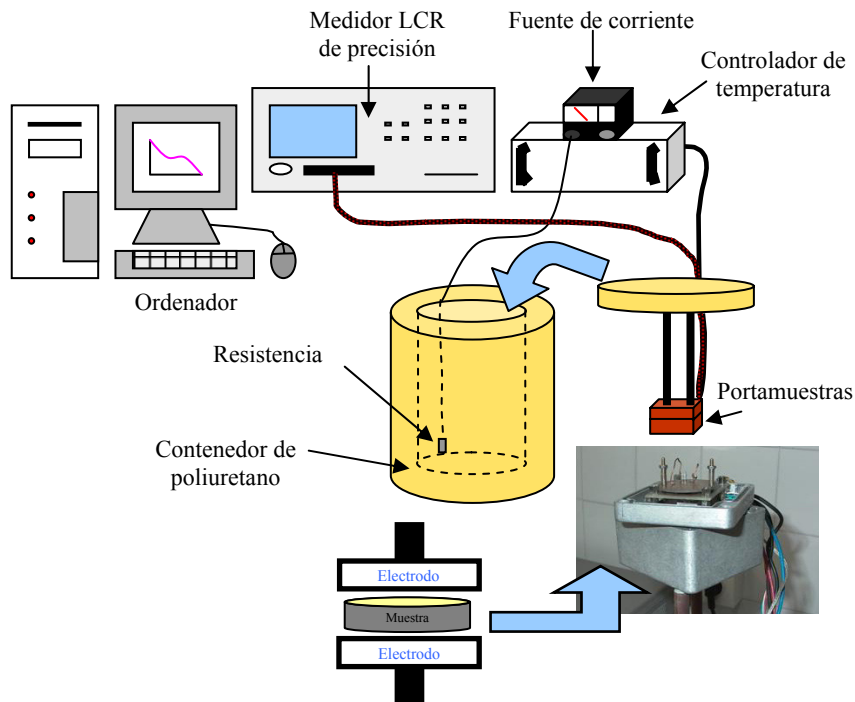 Medidor LCR
de precisión
Fuente de corriente
Controlador de
temperatura
Ordenador
Resistencia
Portamuestras
Contenedor de
poliuretano
Electrodo
Muestra
Electrodo